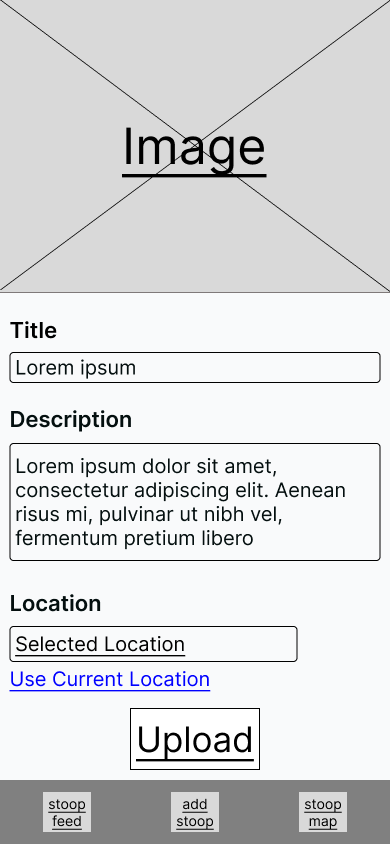 Image
Title
Lorem ipsum
Description
Lorem ipsum dolor sit amet,
consectetur adipiscing elit. Aenean
risus mi, pulvinar ut nibh vel,
fermentum pretium libero
Location
Selected Location
Use Current Location
Upload
stoop
feed
add
stoop
stoop
map